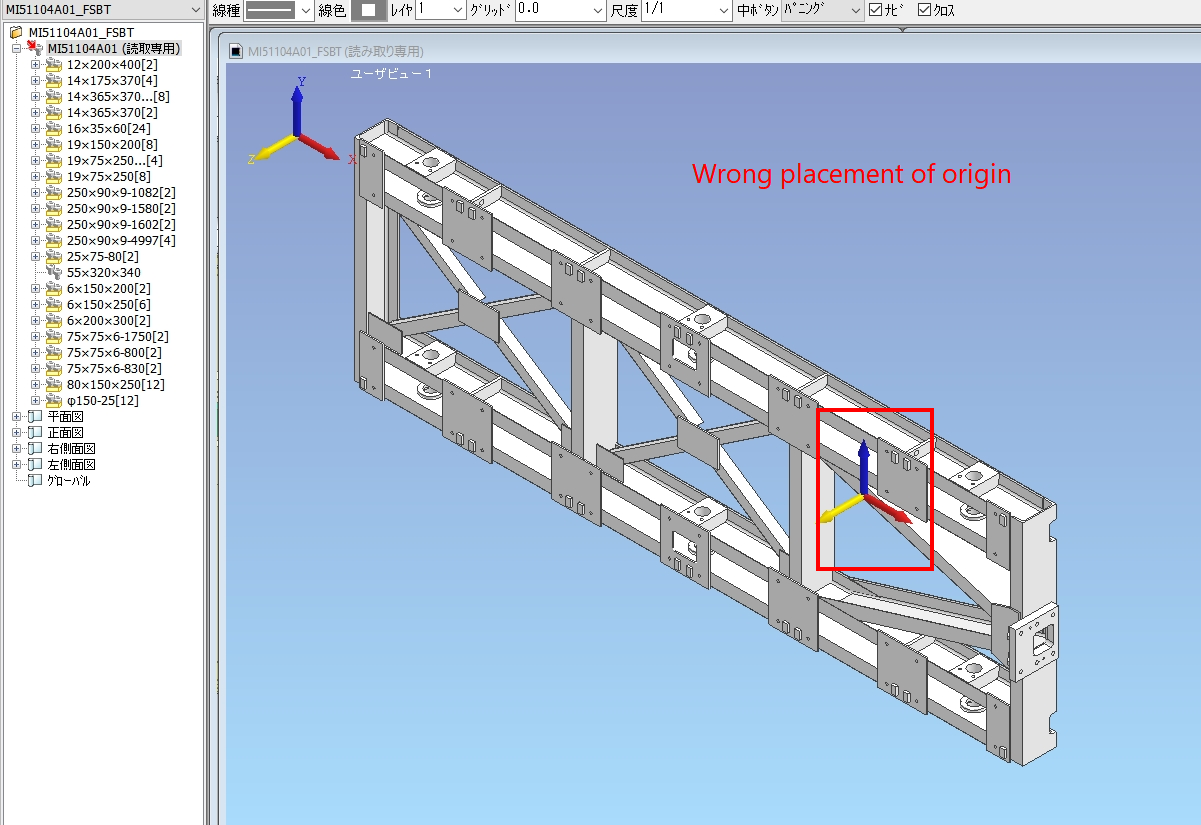 MI51104A01_FSBT
線種
線色
レイヤ 1
グリッド 0.0
尺度 1/1
中ボタン パニング
ナビ
クロス
MI51104A01_FSBT
MI51104A01 (読取専用)
12×200×400[2]
14×175×370[4]
14×365×370...[8]
14×365×370[2]
16×35×60[24]
19×150×200[8]
19×75×250...[4]
19×75×250[8]
250×90×9-1082[2]
250×90×9-1580[2]
250×90×9-1602[2]
250×90×9-4997[4]
25×75-80[2]
55×320×340
6×150×200[2]
6×150×250[6]
6×200×300[2]
75×75×6-1750[2]
75×75×6-800[2]
75×75×6-830[2]
80×150×250[12]
φ150-25[12]
平面図
正面図
右側面図
左側面図
グローバル
MI51104A01_FSBT (読み取り専用)
ユーザビュー1
Y
Z
X
Wrong placement of origin